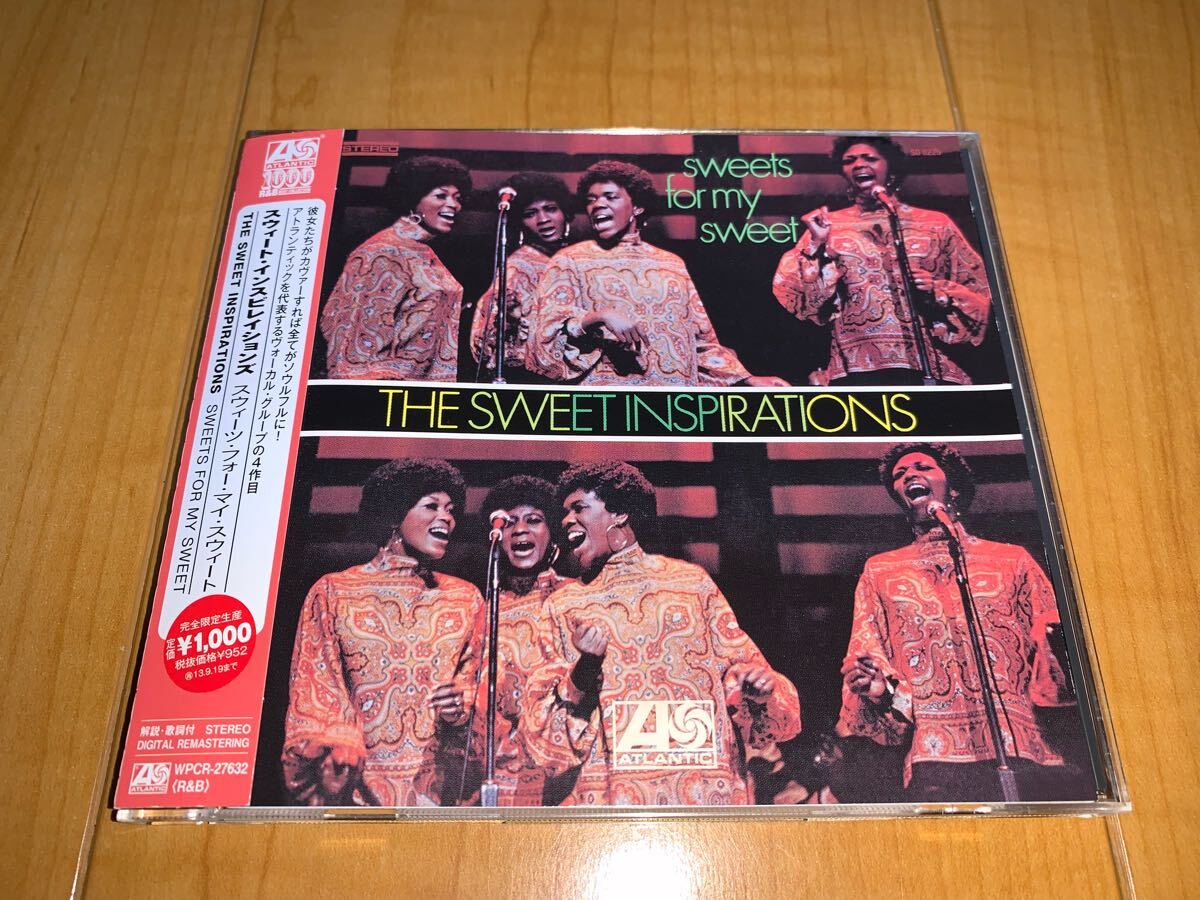 ATLANTIC
1000
R&B
彼女たちがカヴァーすれば全てがソウルフルに!
アトランティックを代表するヴォーカル・グループの4作目
スウィート・インスピレイションズ スウィーツ・フォー・マイ・スウィート
THE SWEET INSPIRATIONS SWEETS FOR MY SWEET
完全限定生産
定価¥1,000
税抜価格¥952
13.9.19まで
解説・歌詞付 STEREO
DIGITAL REMASTERING
ATLANTIC
WPCR-27632
〈R&B〉
STEREO
SD 8225
sweets
for my
sweet
THE SWEET INSPIRATIONS
ATLANTIC